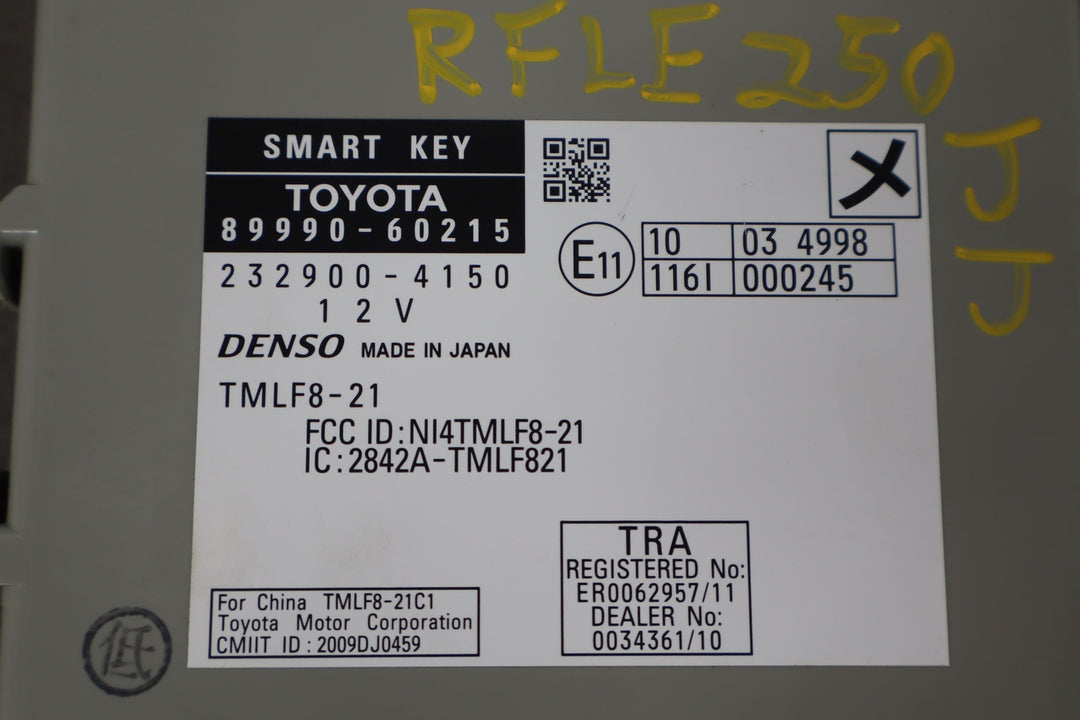 RFLE250
JJ
SMART KEY
TOYOTA
89990-60215
232900-4150
12V
DENSO MADE IN JAPAN
TMLF8-21
FCC ID:NI4TMLF8-21
IC:2842A-TMLF821
E11
10 03 4998
116I 000245
メ
TRA
REGISTERED No:
ER0062957/11
DEALER No:
0034361/10
For China TMLF8-21C1
Toyota Motor Corporation
CMIIT ID:2009DJ0459